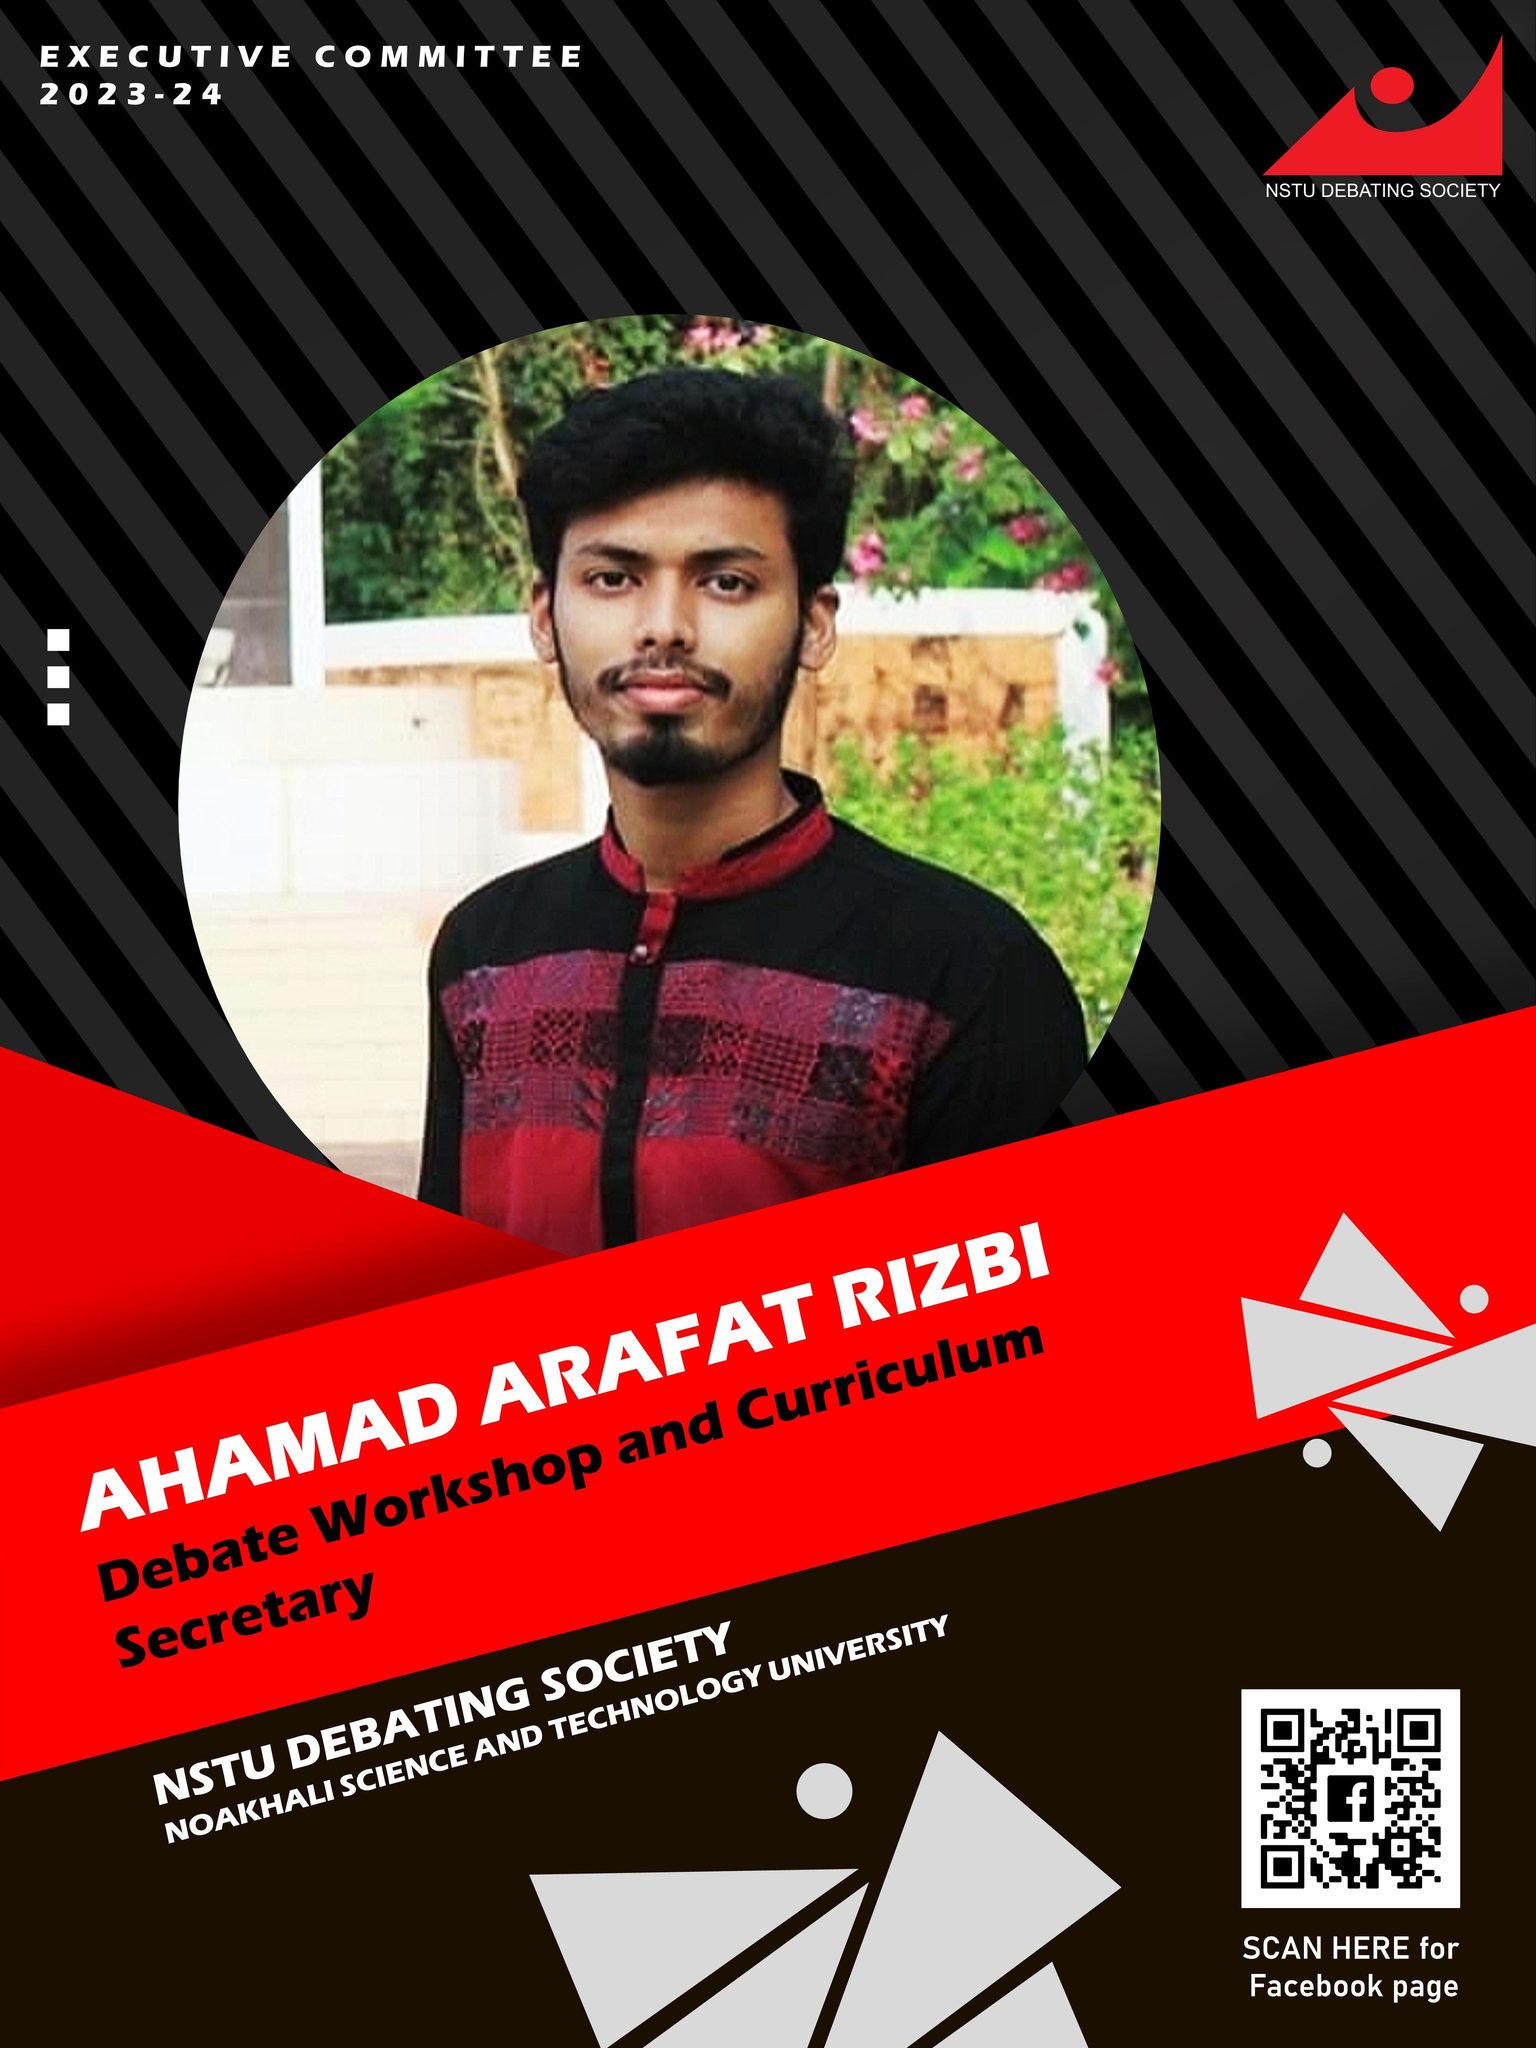 EXECUTIVE COMMITTEE
2023-24
NSTU DEBATING SOCIETY
AHAMAD ARAFAT RIZBI
Debate Workshop and Curriculum
Secretary
NSTU DEBATING SOCIETY
NOAKHALI SCIENCE AND TECHNOLOGY UNIVERSITY
SCAN HERE for
Facebook page